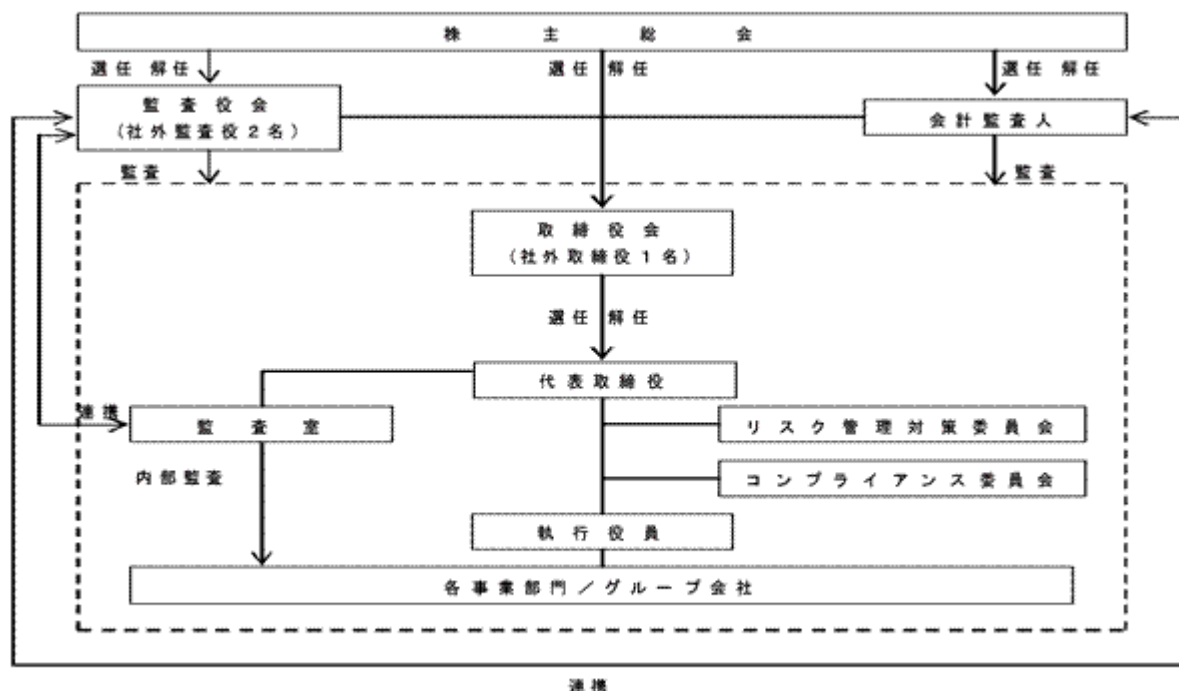 株主総会
選任 解任
選任 解任
選任 解任
監査役会
(社外監査役2名)
会計監査人
監査
監査
取締役会
(社外取締役1名)
選任 解任
代表取締役
連携
監査室
リスク管理対策委員会
内部監査
コンプライアンス委員会
執行役員
各事業部門/グループ会社
連携